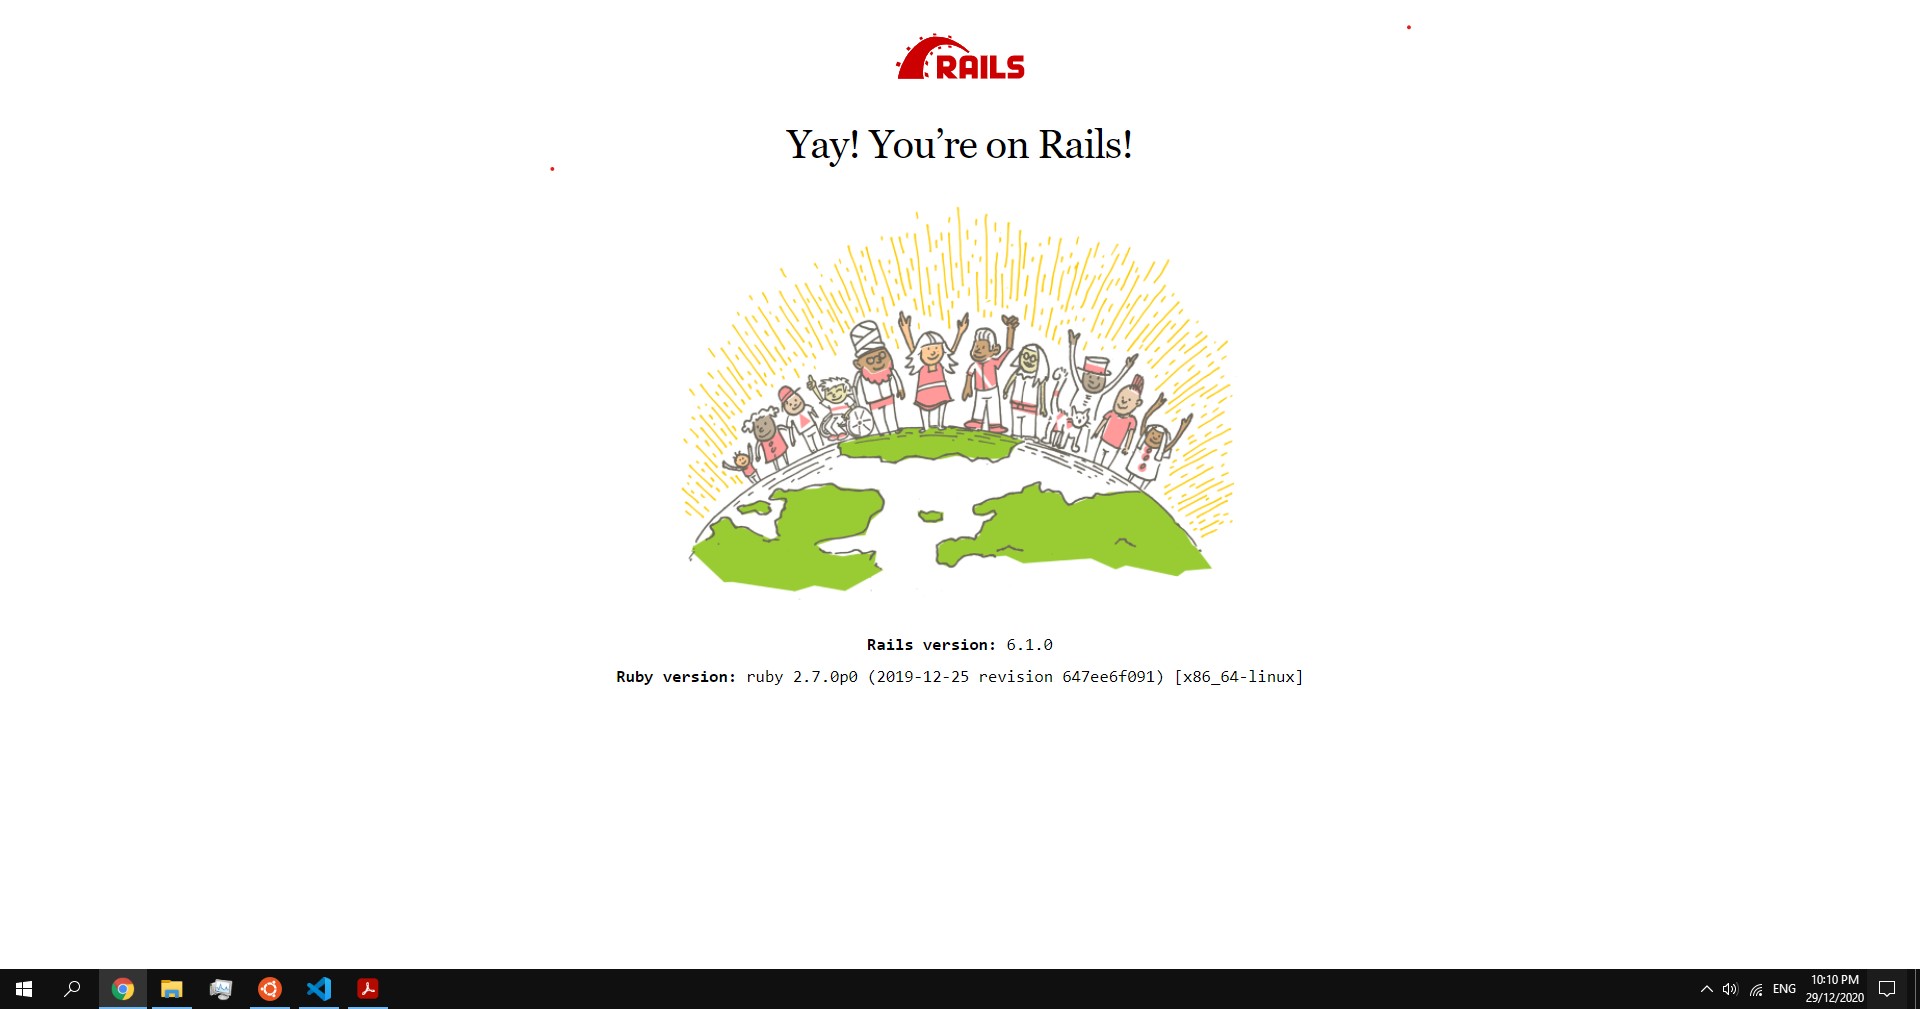 RAILS
Yay! You’re on Rails!
Rails version: 6.1.0
Ruby version: ruby 2.7.0p0 (2019-12-25 revision 647ee6f091) [x86_64-linux]
ENG
10:10 PM
29/12/2020